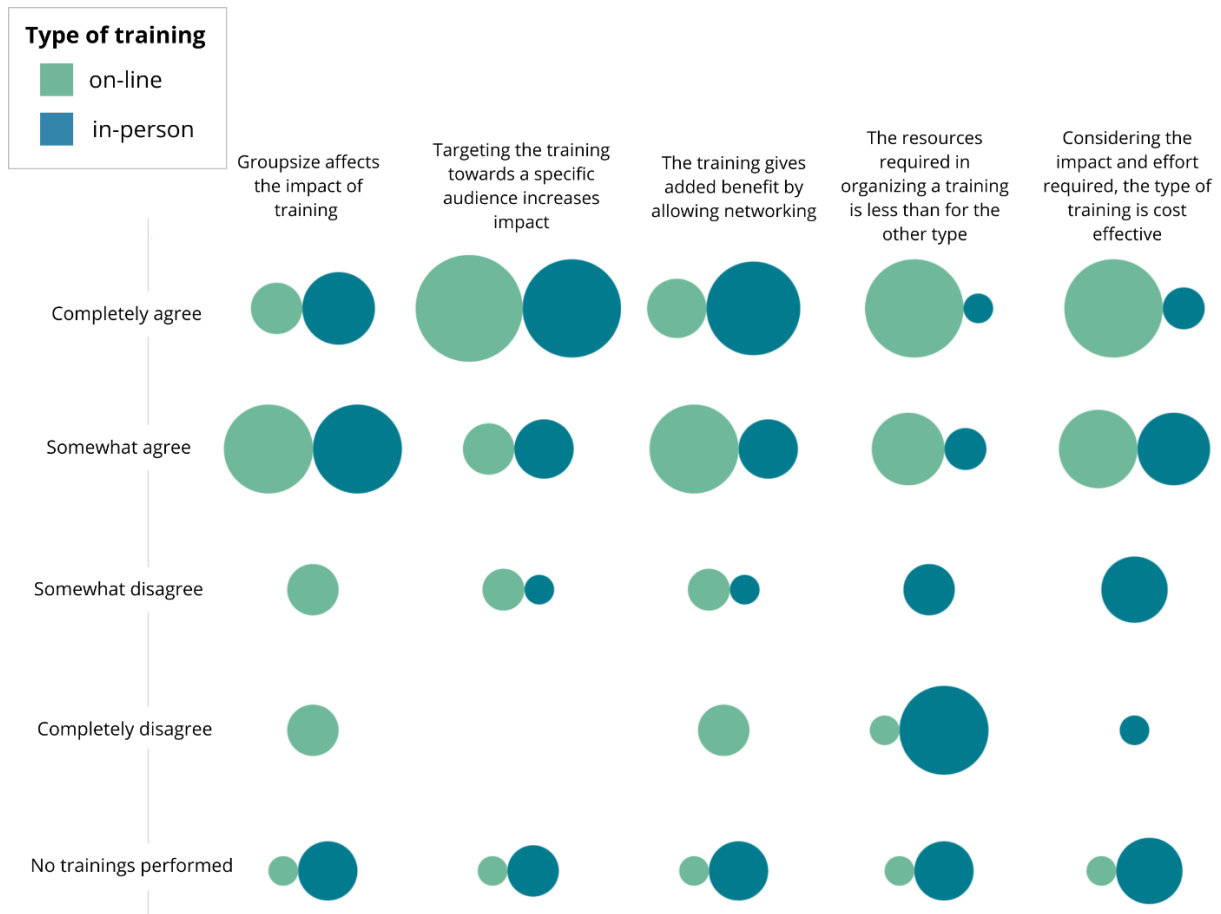 Type of training
on-line
in-person
Groupsize affects
the impact of
training
Targeting the training
towards a specific
audience increases
impact
The training gives
added benefit by
allowing networking
The resources
required in
organizing a training
is less than for the
other type
Considering the
impact and effort
required, the type of
training is cost
effective
Completely agree
Somewhat agree
Somewhat disagree
Completely disagree
No trainings performed